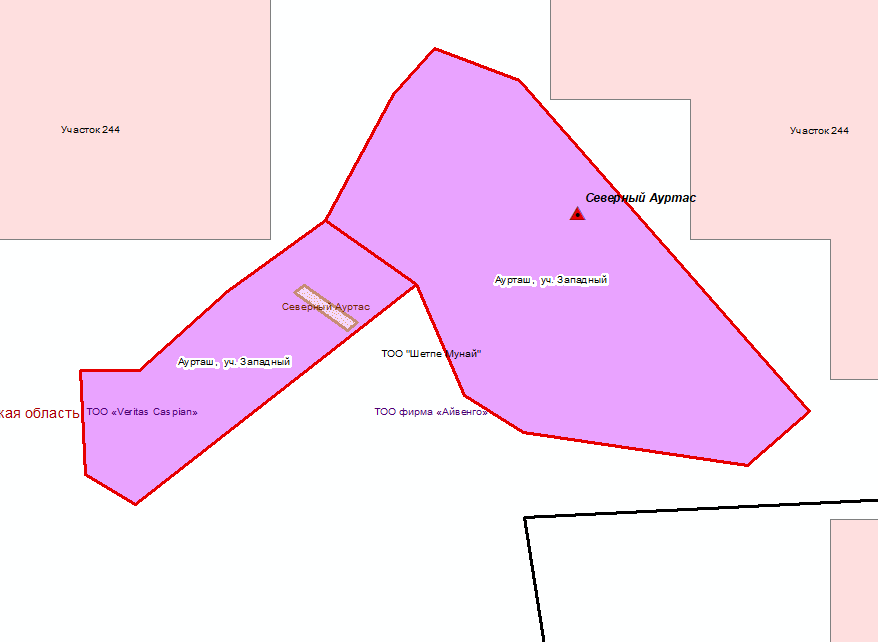 Участок 244
Участок 244
Северный Ауртас
Аурташ, уч. Западный
Северный Ауртас
ТОО "Шетпе Мунай"
Аурташ, уч. Западный
кая область
ТОО «Veritas Caspian»
ТОО фирма «Айвенго»